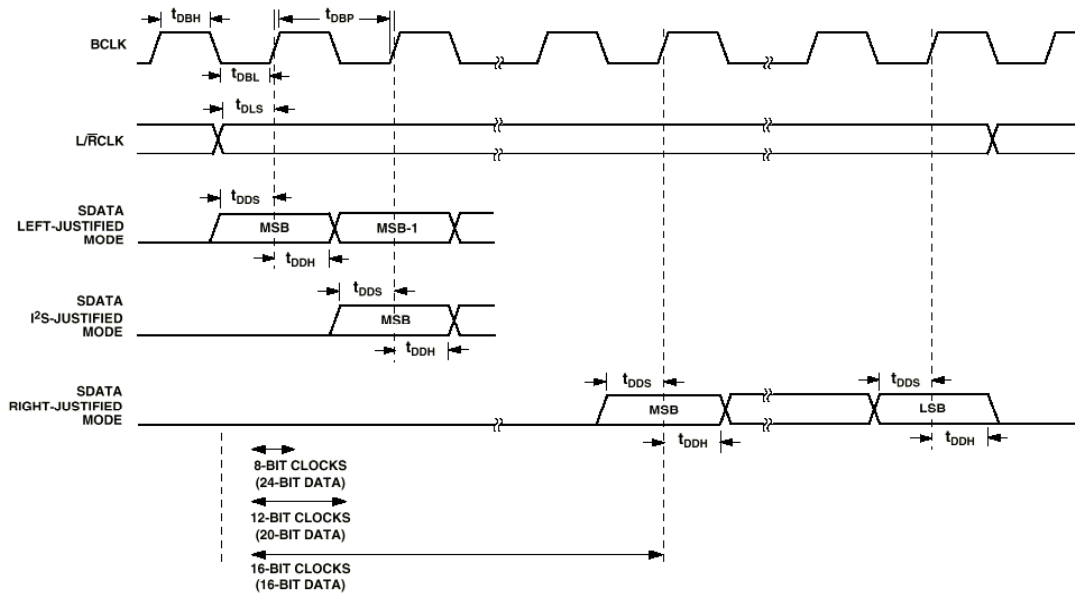 tDBH
tDBP
BCLK
tDBL
tDLS
L/R̅CLK
SDATA
LEFT-JUSTIFIED
MODE
tDDS
MSB
MSB-1
tDDH
SDATA
I²S-JUSTIFIED
MODE
tDDS
MSB
tDDH
SDATA
RIGHT-JUSTIFIED
MODE
tDDS
MSB
tDDH
tDDS
LSB
tDDH
8-BIT CLOCKS
(24-BIT DATA)
12-BIT CLOCKS
(20-BIT DATA)
16-BIT CLOCKS
(16-BIT DATA)